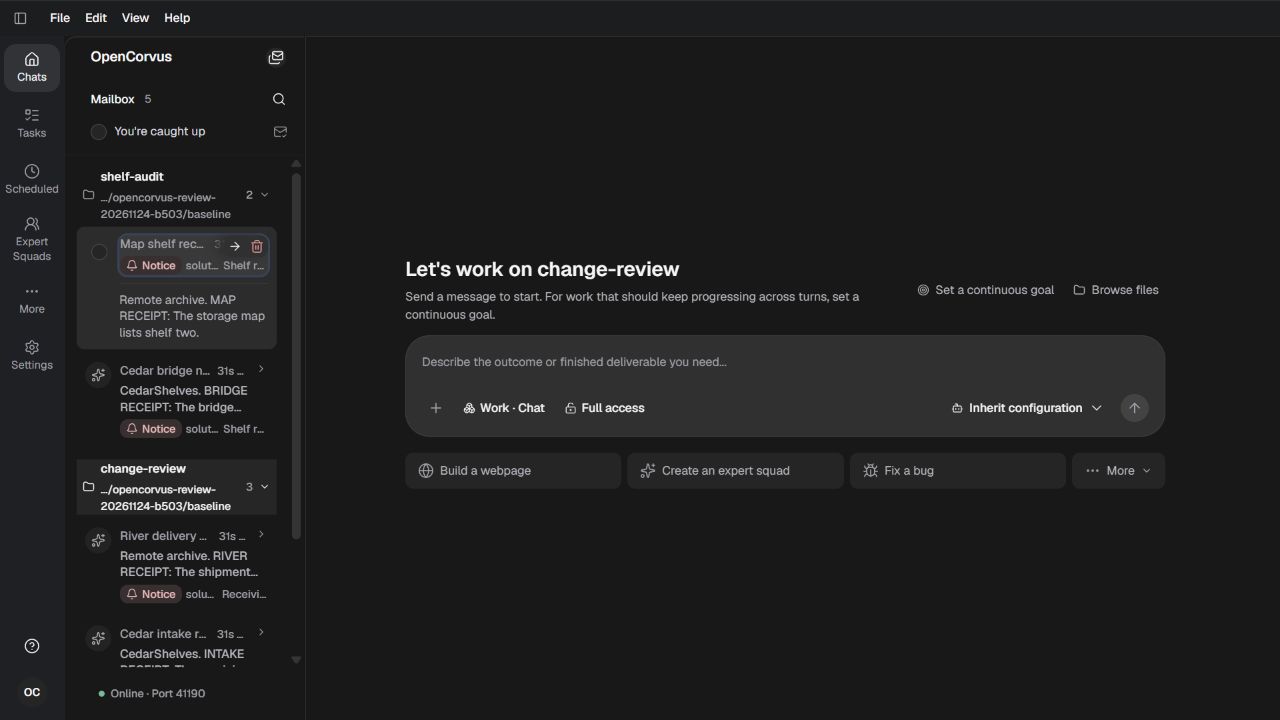 File Edit View Help
Chats
Tasks
Scheduled
Expert
Squads
More
Settings
OC
OpenCorvus
Mailbox 5
You're caught up
shelf-audit
.../opencorvus-review-
20261124-b503/baseline
2
Map shelf rec...
Notice solut... Shelf r...
Remote archive. MAP
RECEIPT: The storage map
lists shelf two.
Cedar bridge n... 31s ...
CedarShelves. BRIDGE
RECEIPT: The bridge...
Notice solut... Shelf r...
change-review
.../opencorvus-review-
20261124-b503/baseline
3
River delivery ... 31s ...
Remote archive. RIVER
RECEIPT: The shipment...
Notice solu... Receivi...
Cedar intake r... 31s ...
CedarShelves. INTAKE
Online · Port 41190
Let's work on change-review
Send a message to start. For work that should keep progressing across turns, set a
continuous goal.
Set a continuous goal
Browse files
Describe the outcome or finished deliverable you need...
Work · Chat
Full access
Inherit configuration
Build a webpage
Create an expert squad
Fix a bug
More